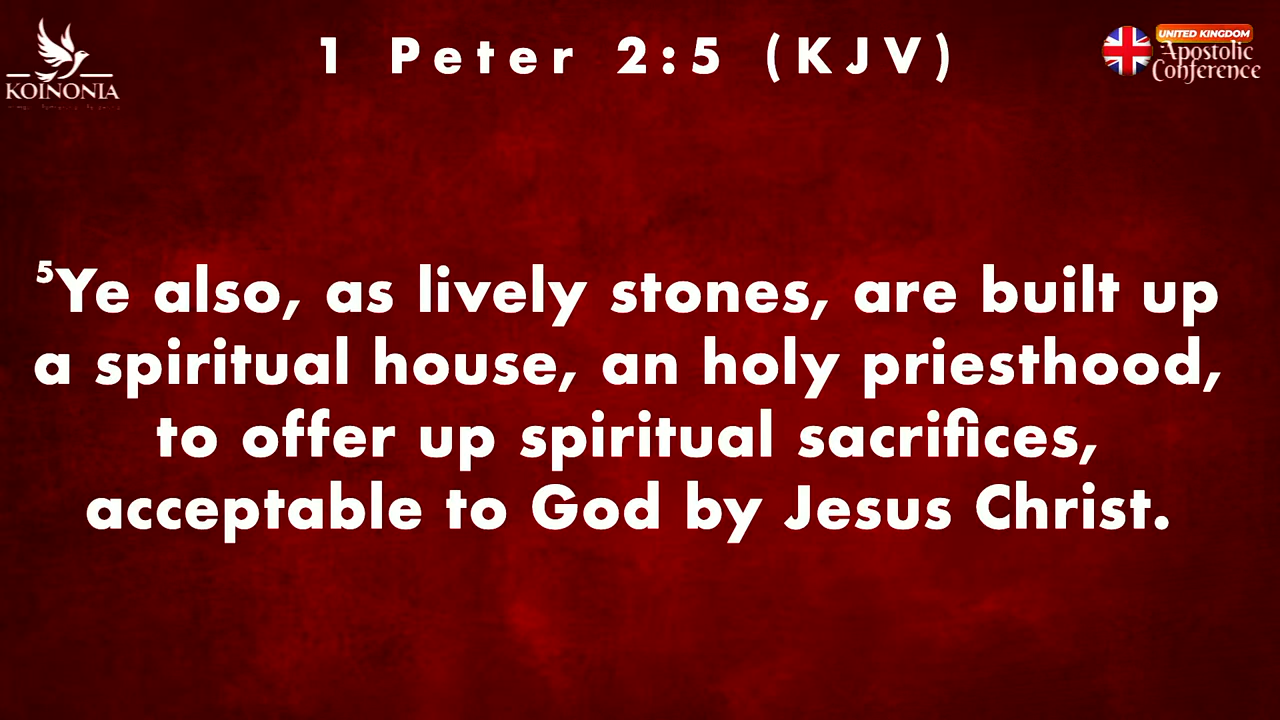 1 Peter 2:5 (KJV)
KOINONIA
UNITED KINGDOM
Apostolic
Conference
⁵Ye also, as lively stones, are built up
a spiritual house, an holy priesthood,
to offer up spiritual sacrifices,
acceptable to God by Jesus Christ.